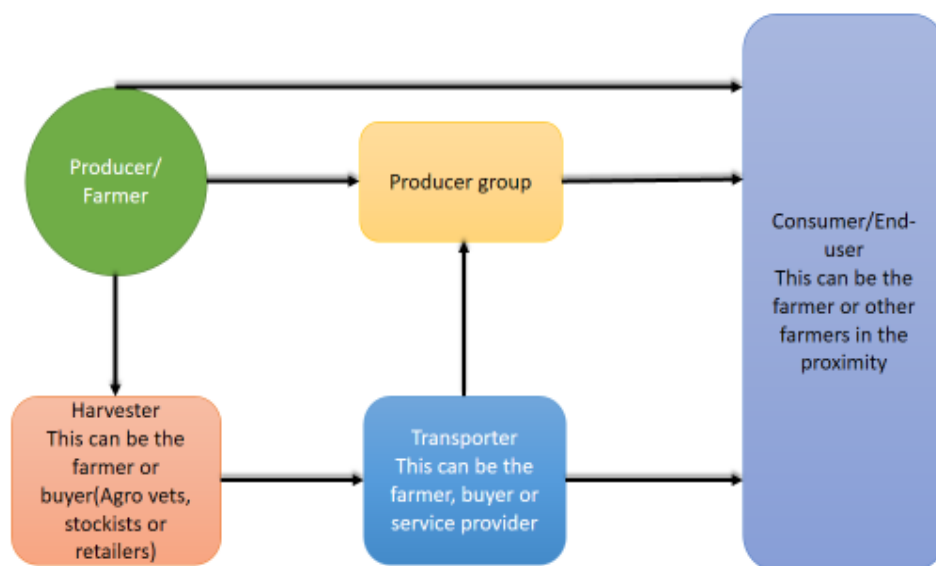 Producer/
Farmer
Producer group
Consumer/End-
user
This can be the
farmer or other
farmers in the
proximity
Harvester
This can be the
farmer or
buyer(Agro vets,
stockists or
retailers)
Transporter
This can be the
farmer, buyer or
service provider